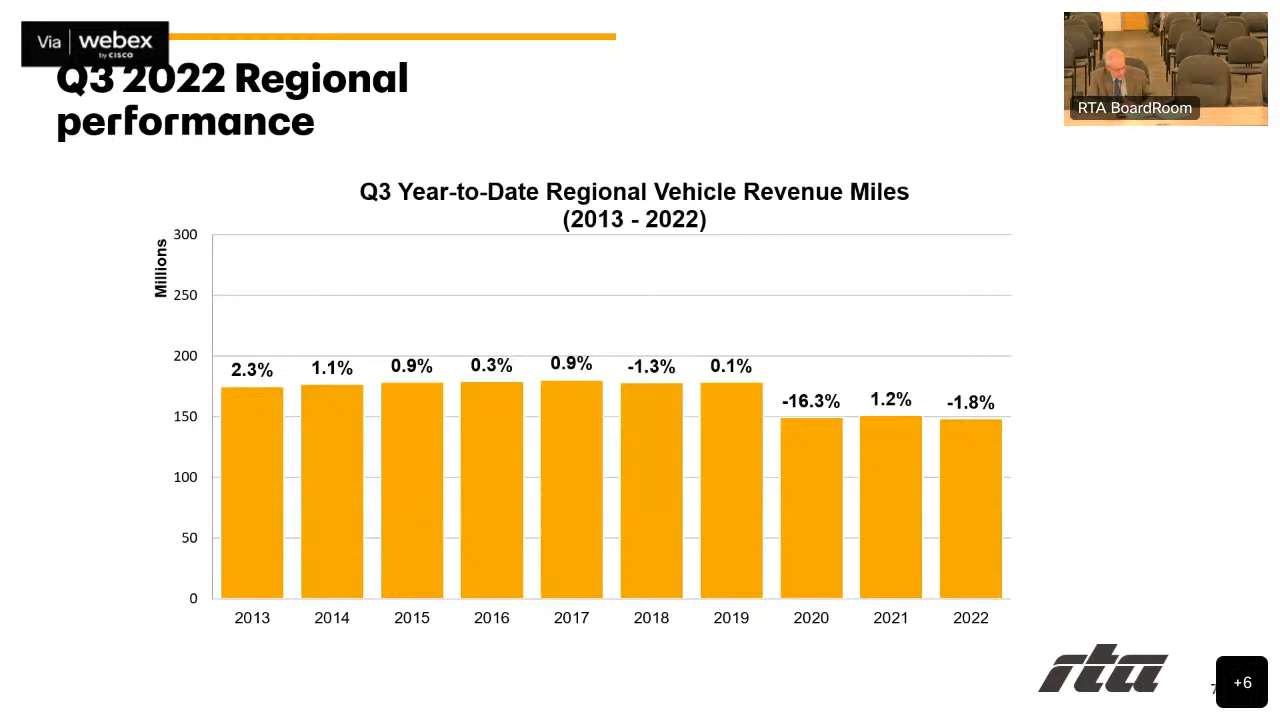 Via webex
by CISCO
Q3 2022 Regional
performance
RTA BoardRoom
Q3 Year-to-Date Regional Vehicle Revenue Miles
(2013 - 2022)
Millions
300
250
200
150
100
50
0
2.3%
1.1%
0.9%
0.3%
0.9%
-1.3%
0.1%
-16.3%
1.2%
-1.8%
2013 2014 2015 2016 2017 2018 2019 2020 2021 2022
rta
7
+6